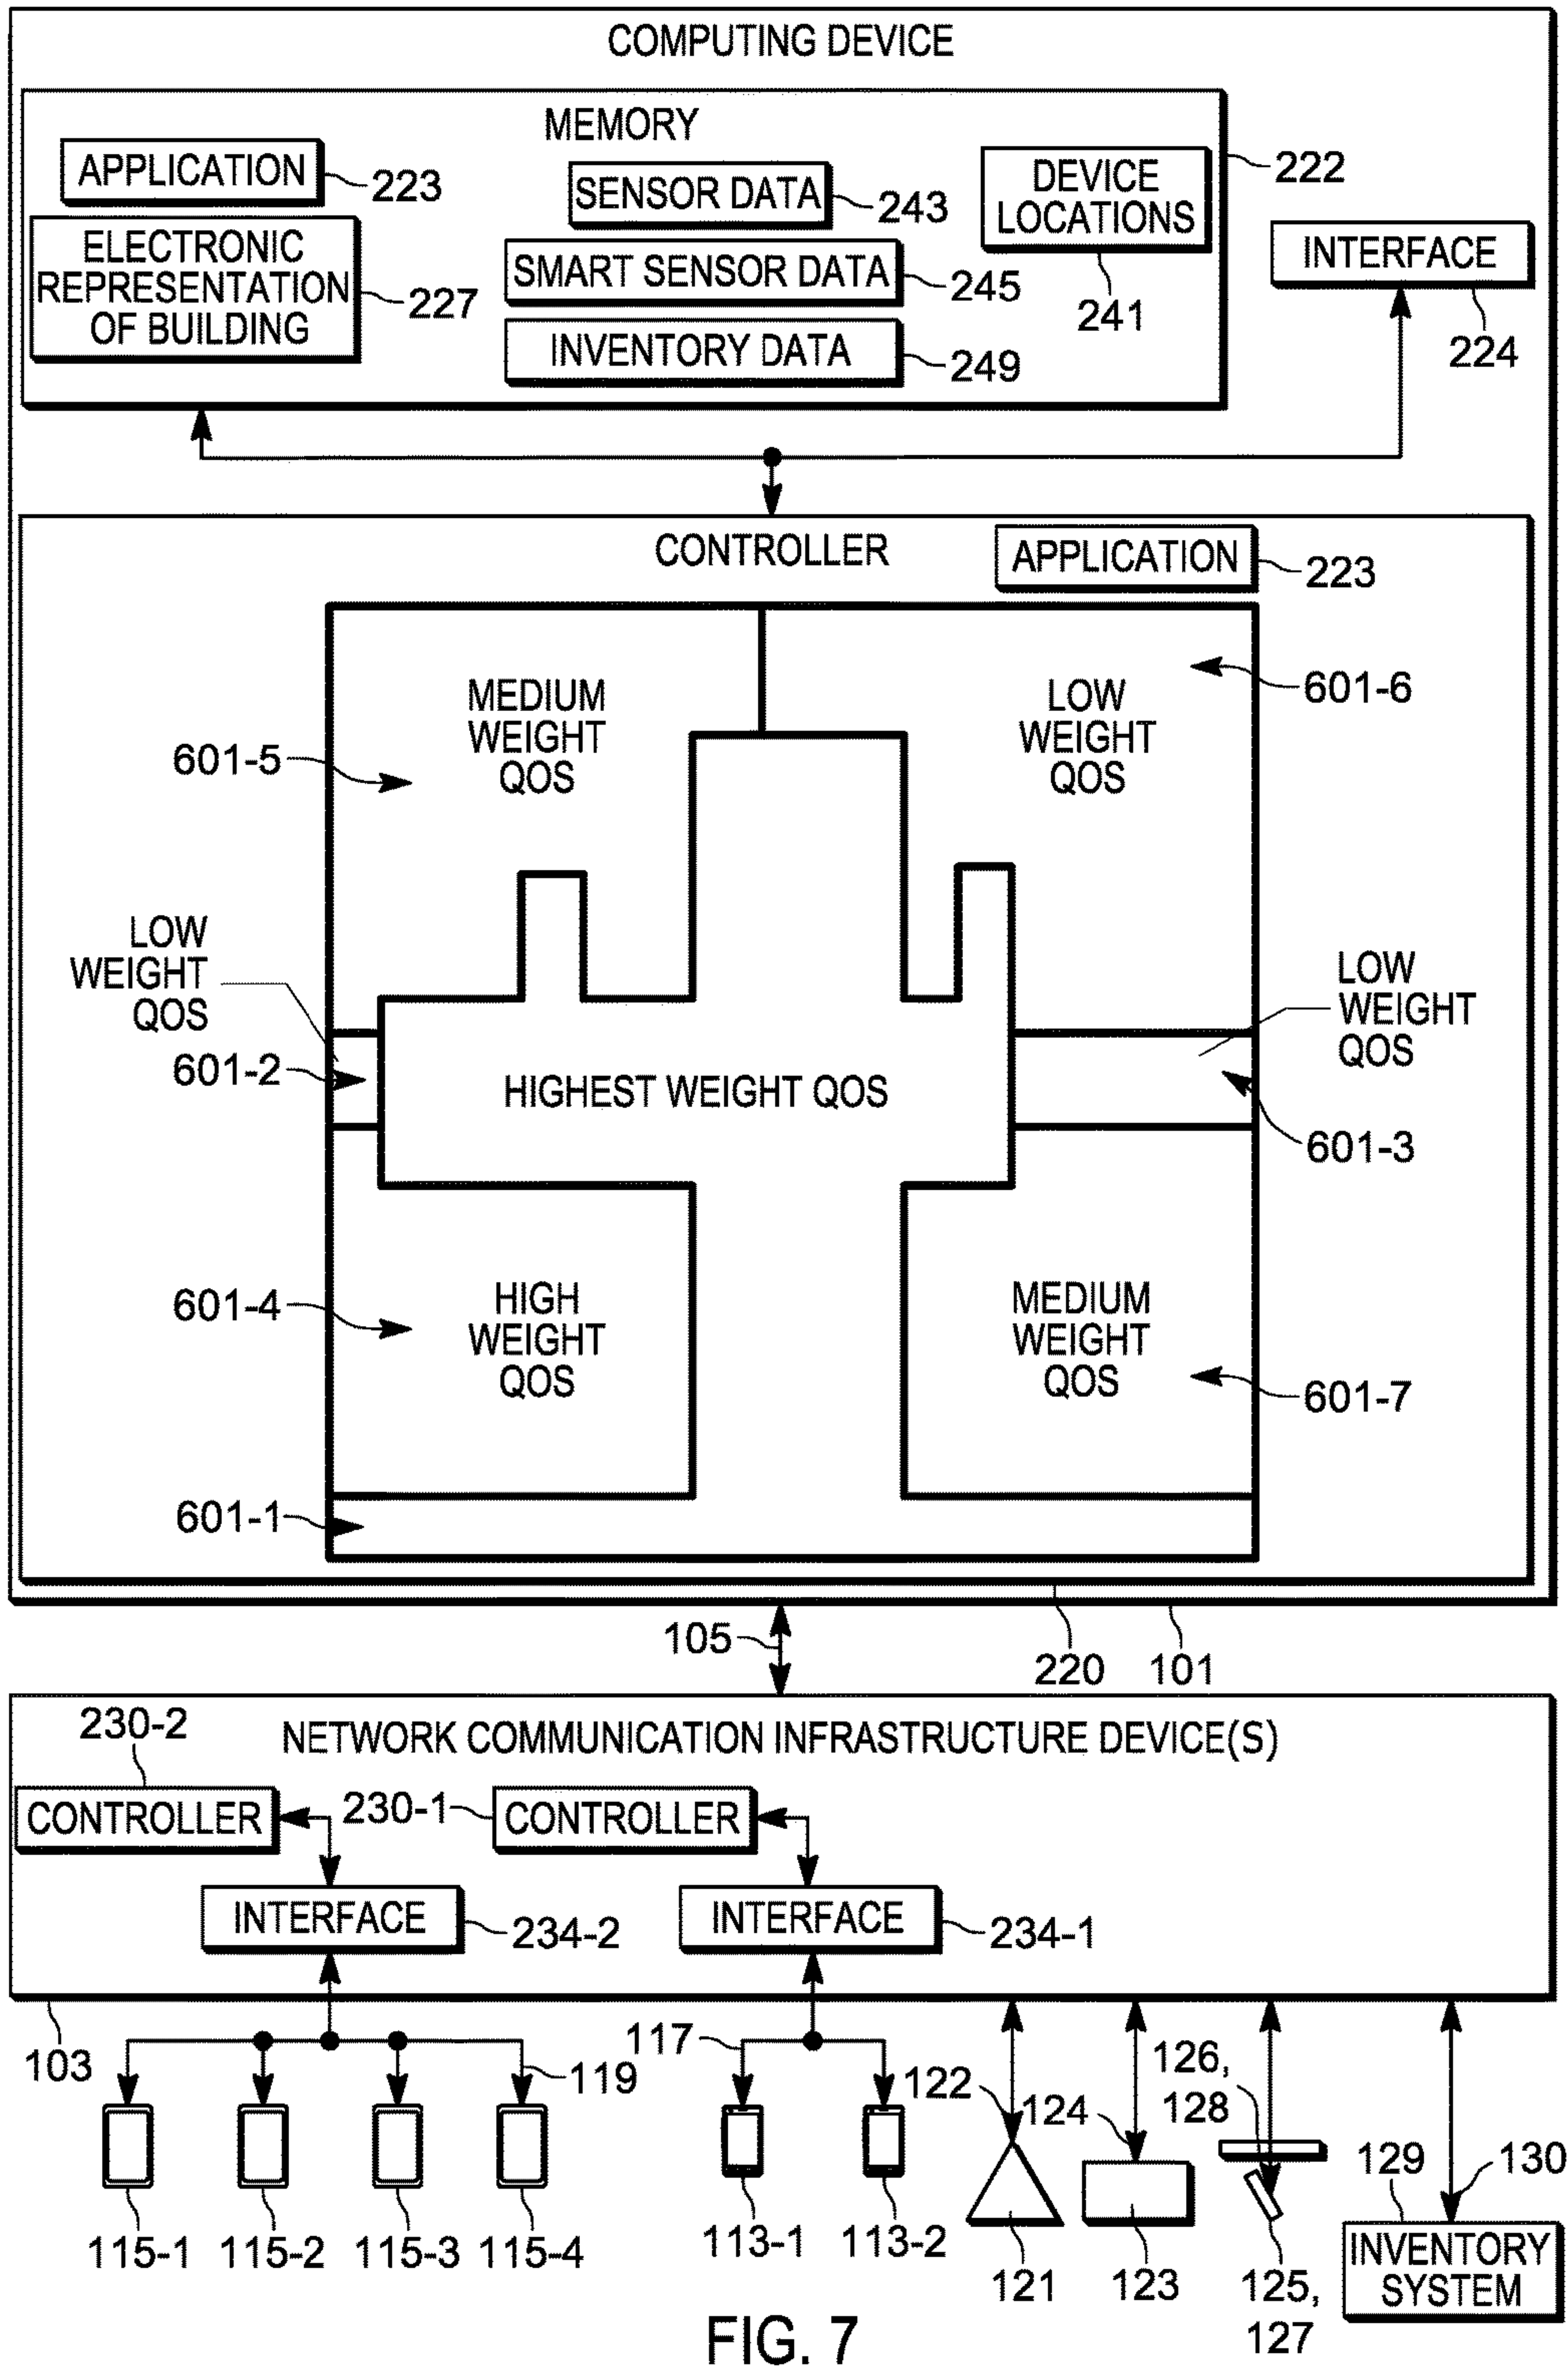 COMPUTING DEVICE
MEMORY
APPLICATION
223
SENSOR DATA
243
DEVICE
LOCATIONS
241
222
ELECTRONIC
REPRESENTATION
OF BUILDING
227
SMART SENSOR DATA
245
INVENTORY DATA
249
INTERFACE
224
CONTROLLER
APPLICATION
223
MEDIUM
WEIGHT
QOS
601-5
LOW
WEIGHT
QOS
601-6
LOW
WEIGHT
QOS
601-2
HIGHEST WEIGHT QOS
LOW
WEIGHT
QOS
601-3
601-4
HIGH
WEIGHT
QOS
MEDIUM
WEIGHT
QOS
601-7
601-1
105
220
101
230-2
NETWORK COMMUNICATION INFRASTRUCTURE DEVICE(S)
CONTROLLER
230-1
CONTROLLER
INTERFACE
234-2
INTERFACE
234-1
103
119
117
122
124
126,
128
129
130
115-1
115-2
115-3
115-4
113-1
113-2
121
123
125,
127
INVENTORY
SYSTEM
FIG. 7